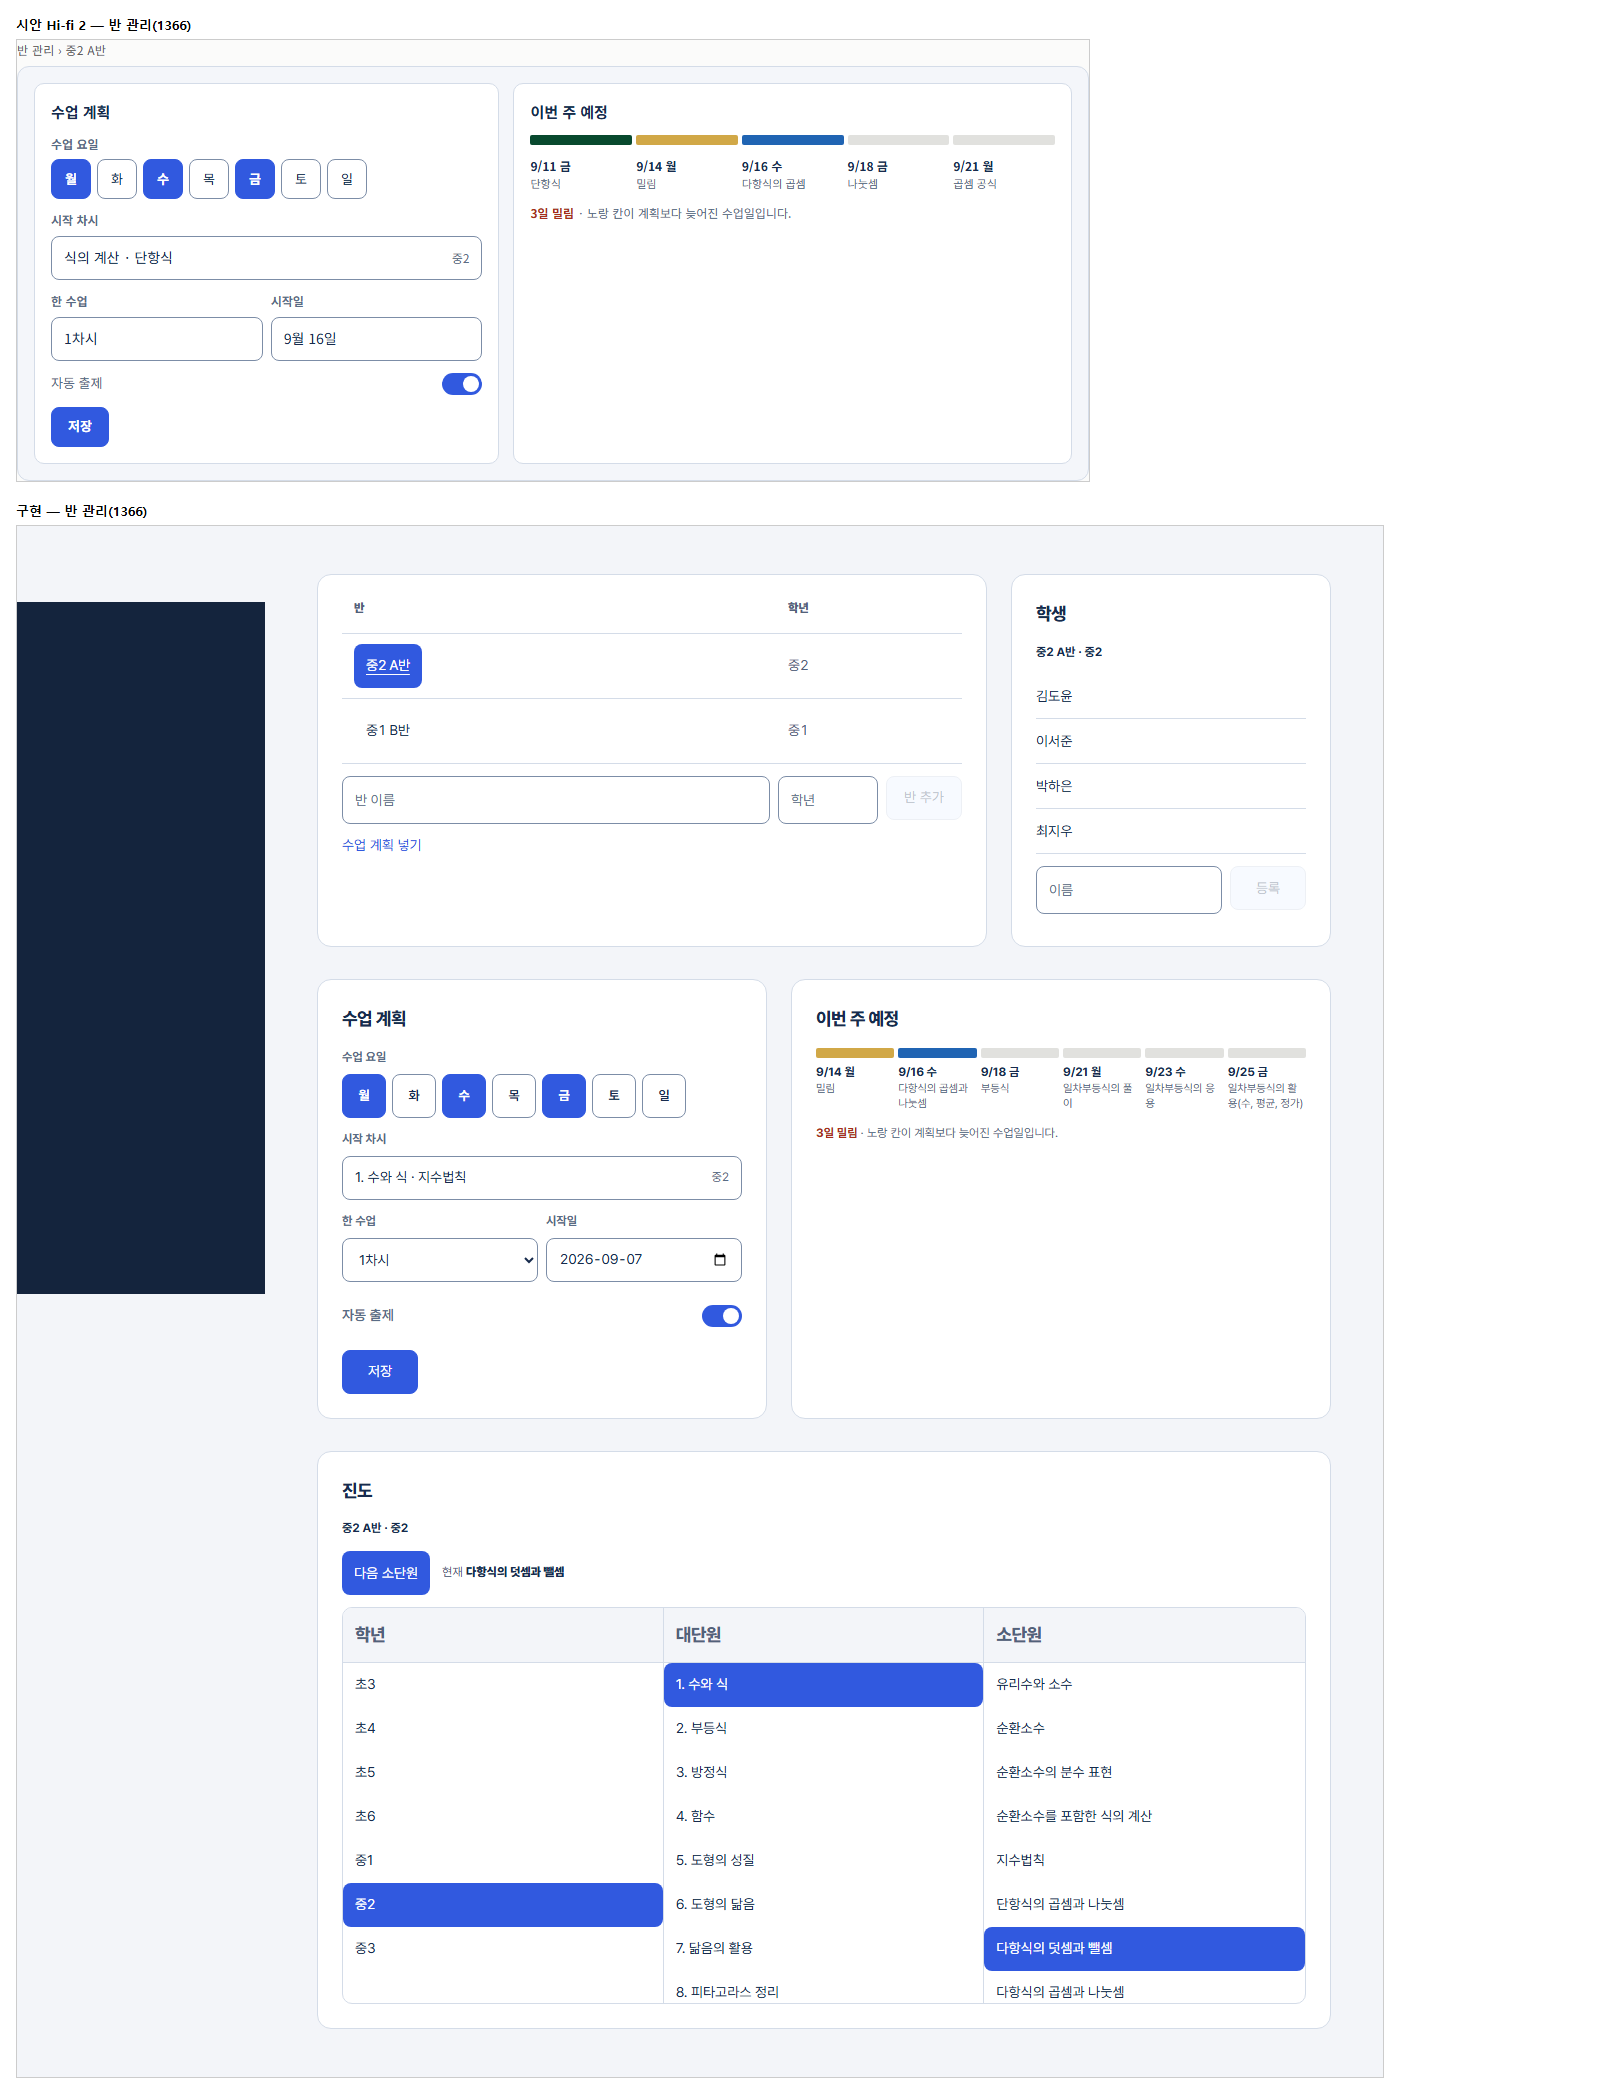 시안 Hi-fi 2 — 반 관리(1366)
반 관리 › 중2 A반
수업 계획
수업 요일
월 화 수 목 금 토 일
시작 차시
식의 계산 · 단항식 중2
한 수업 시작일
1차시 9월 16일
자동 출제
저장
이번 주 예정
9/11 금 9/14 월 9/16 수 9/18 금 9/21 월
단항식 밀림 다항식의 곱셈 나눗셈 곱셈 공식
3일 밀림 · 노랑 칸이 계획보다 늦어진 수업일입니다.
구현 — 반 관리(1366)
반 학년
중2 A반 중2
중1 B반 중1
반 이름 학년 반 추가
수업 계획 넣기
학생
중2 A반 · 중2
김도윤
이서준
박하은
최지우
이름 등록
수업 계획
수업 요일
월 화 수 목 금 토 일
시작 차시
1. 수와 식 · 지수법칙 중2
한 수업 시작일
1차시 2026-09-07
자동 출제
저장
이번 주 예정
9/14 월 9/16 수 9/18 금 9/21 월 9/23 수 9/25 금
밀림 다항식의 곱셈과 부등식 일차부등식의 풀 일차부등식의 응 일차부등식의 활
나눗셈 이 용 용(수, 평균, 정가)
3일 밀림 · 노랑 칸이 계획보다 늦어진 수업일입니다.
진도
중2 A반 · 중2
다음 소단원 현재 다항식의 덧셈과 뺄셈
학년 대단원 소단원
초3 1. 수와 식 유리수와 소수
초4 2. 부등식 순환소수
초5 3. 방정식 순환소수의 분수 표현
초6 4. 함수 순환소수를 포함한 식의 계산
중1 5. 도형의 성질 지수법칙
중2 6. 도형의 닮음 단항식의 곱셈과 나눗셈
중3 7. 닮음의 활용 다항식의 덧셈과 뺄셈
8. 피타고라스 정리 다항식의 곱셈과 나눗셈